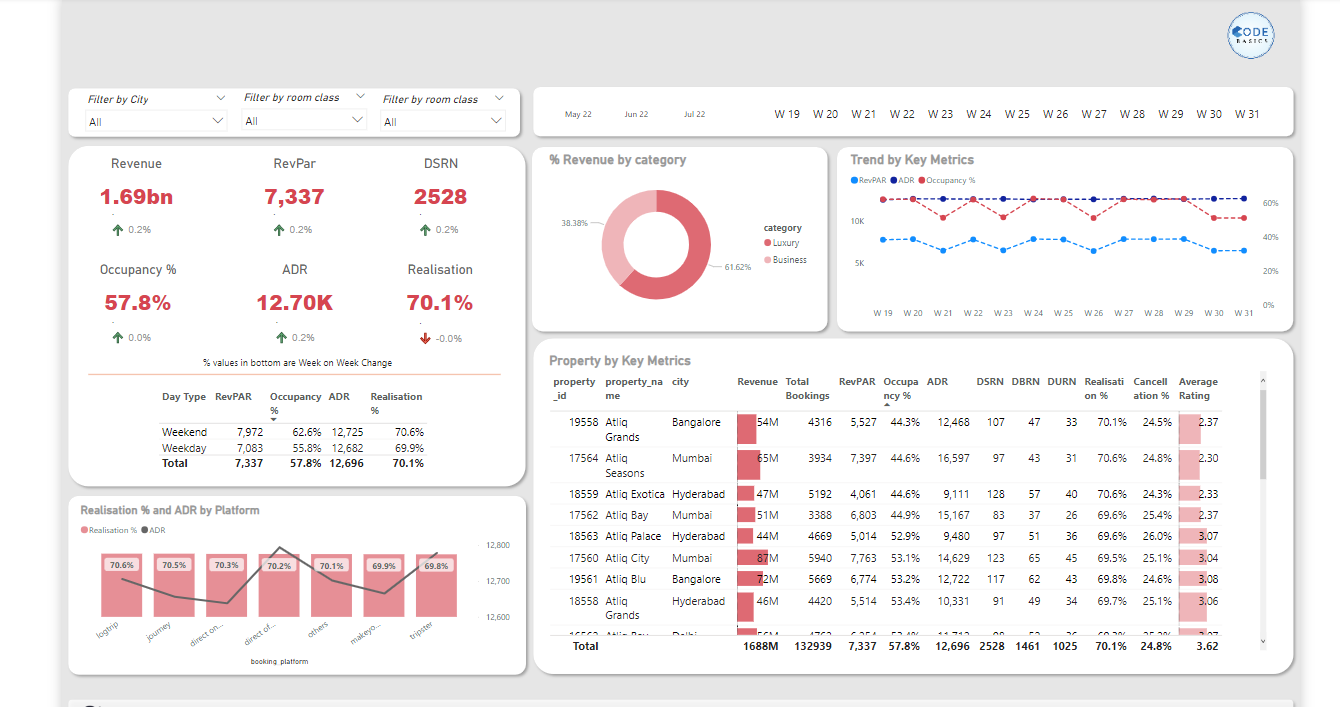 CODE
BASICS
Filter by City
Filter by room class
Filter by room class
All
All
All
May 22 Jun 22 Jul 22 W 19 W 20 W 21 W 22 W 23 W 24 W 25 W 26 W 27 W 28 W 29 W 30 W 31
Revenue RevPar DSRN
1.69bn 7,337 2528
0.2% 0.2% 0.2%
Occupancy % ADR Realisation
57.8% 12.70K 70.1%
0.0% 0.2% -0.0%
% values in bottom are Week on Week Change
Day Type RevPAR Occupancy % ADR Realisation %
Weekend 7,972 62.6% 12,725 70.6%
Weekday 7,083 55.8% 12,682 69.9%
Total 7,337 57.8% 12,696 70.1%
% Revenue by category
38.38%
61.62%
category
Luxury
Business
Trend by Key Metrics
RevPAR ADR Occupancy %
10K
5K
60%
40%
20%
0%
W 19 W 20 W 21 W 22 W 23 W 24 W 25 W 26 W 27 W 28 W 29 W 30 W 31
Realisation % and ADR by Platform
Realisation % ADR
70.6% 70.5% 70.3% 70.2% 70.1% 69.9% 69.8%
12,800
12,700
12,600
logtrip journey direct on... direct of... others makeyo... tripster
booking_platform
Property by Key Metrics
property_id property_name city Revenue Total Bookings RevPAR Occupancy % ADR DSRN DBRN DURN Realisation % Cancellation % Average Rating
19558 Atliq Grands Bangalore 54M 4316 5,527 44.3% 12,468 107 47 33 70.1% 24.5% 2.37
17564 Atliq Seasons Mumbai 65M 3934 7,397 44.6% 16,597 97 43 31 70.6% 24.8% 2.30
18559 Atliq Exotica Hyderabad 47M 5192 4,061 44.6% 9,111 128 57 40 70.6% 24.3% 2.33
17562 Atliq Bay Mumbai 51M 3388 6,803 44.9% 15,167 83 37 26 69.6% 25.4% 2.37
18563 Atliq Palace Hyderabad 44M 4669 5,014 52.9% 9,480 97 51 36 69.6% 26.0% 3.07
17560 Atliq City Mumbai 87M 5940 7,763 53.1% 14,629 123 65 45 69.5% 25.1% 3.04
19561 Atliq Blu Bangalore 72M 5669 6,774 53.2% 12,722 117 62 43 69.8% 24.6% 3.08
18558 Atliq Grands Hyderabad 46M 4420 5,514 53.4% 10,331 91 49 34 69.7% 25.1% 3.06
Total 1688M 132939 7,337 57.8% 12,696 2528 1461 1025 70.1% 24.8% 3.62